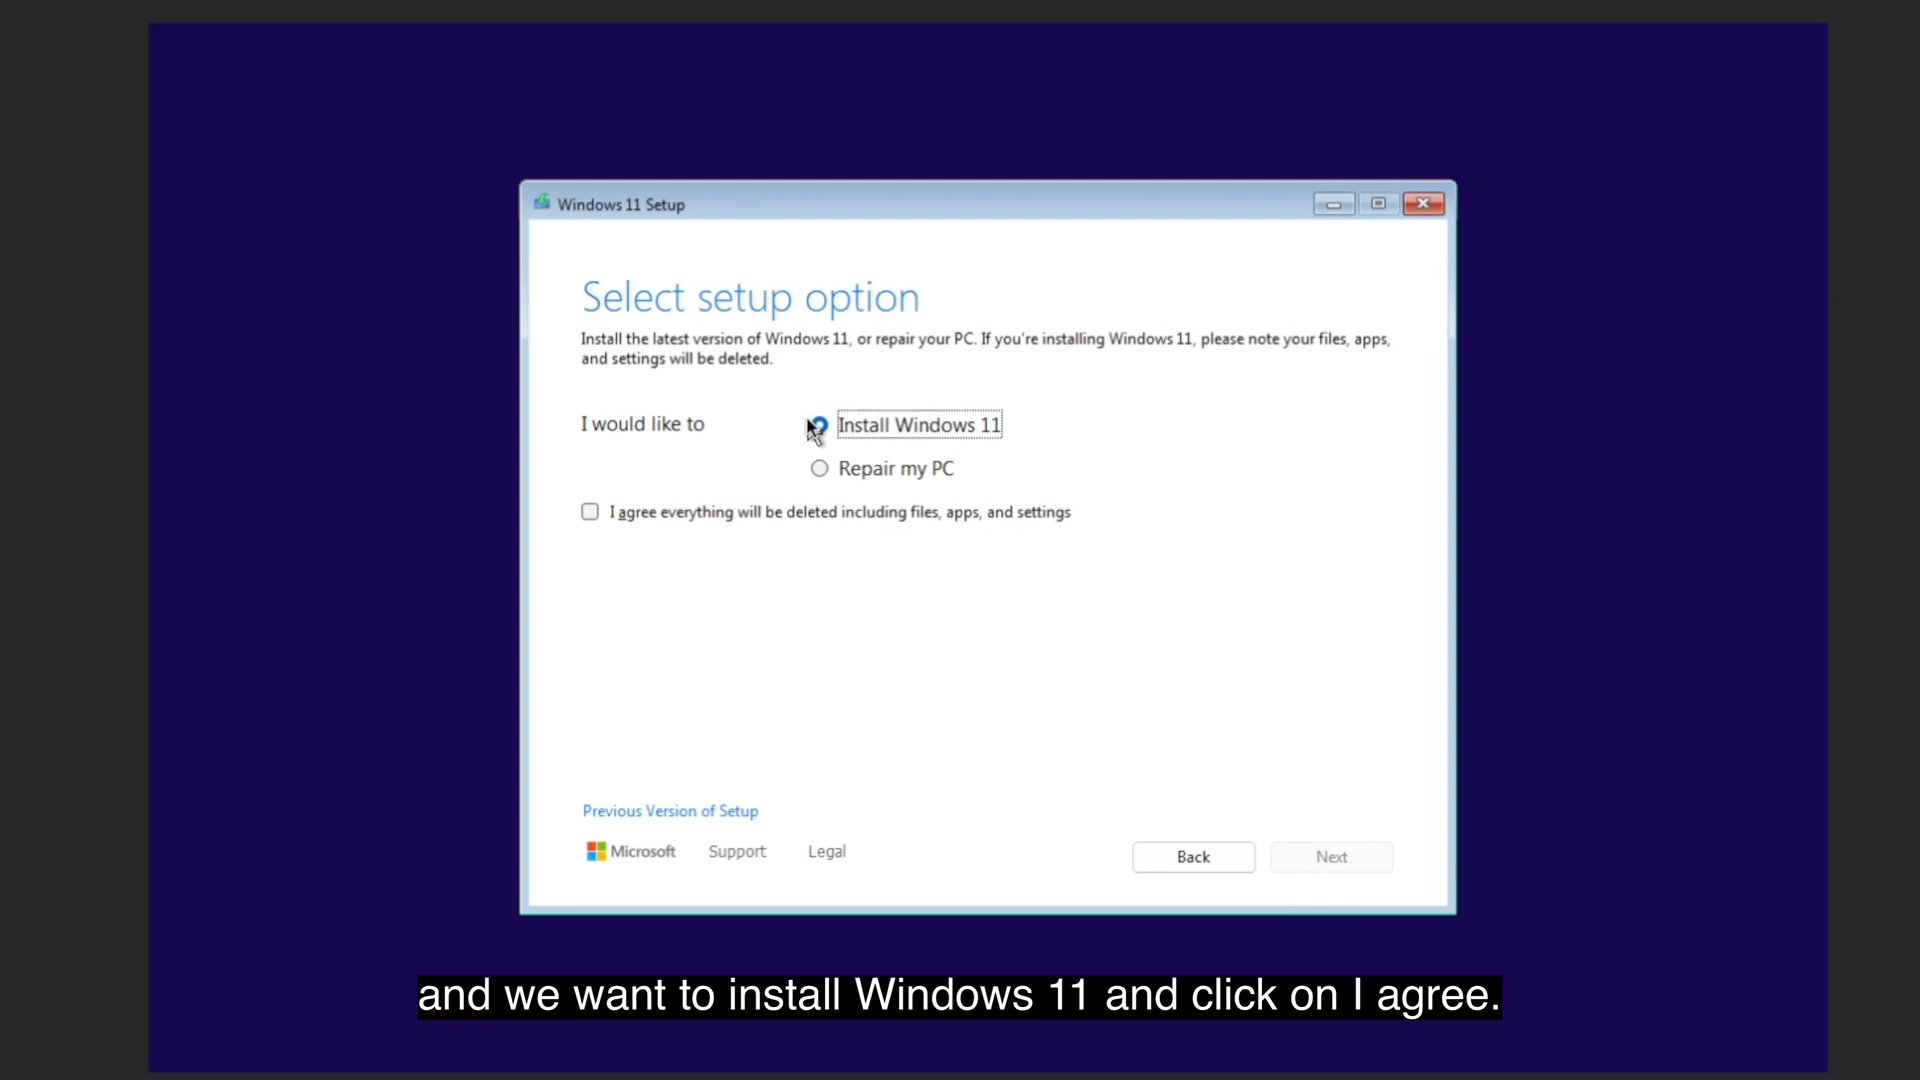 Windows 11 Setup
Select setup option
Install the latest version of Windows 11, or repair your PC. If you're installing Windows 11, please note your files, apps,
and settings will be deleted.
I would like to
Install Windows 11
Repair my PC
I agree everything will be deleted including files, apps, and settings
Previous Version of Setup
Microsoft Support Legal
Back Next
and we want to install Windows 11 and click on I agree.